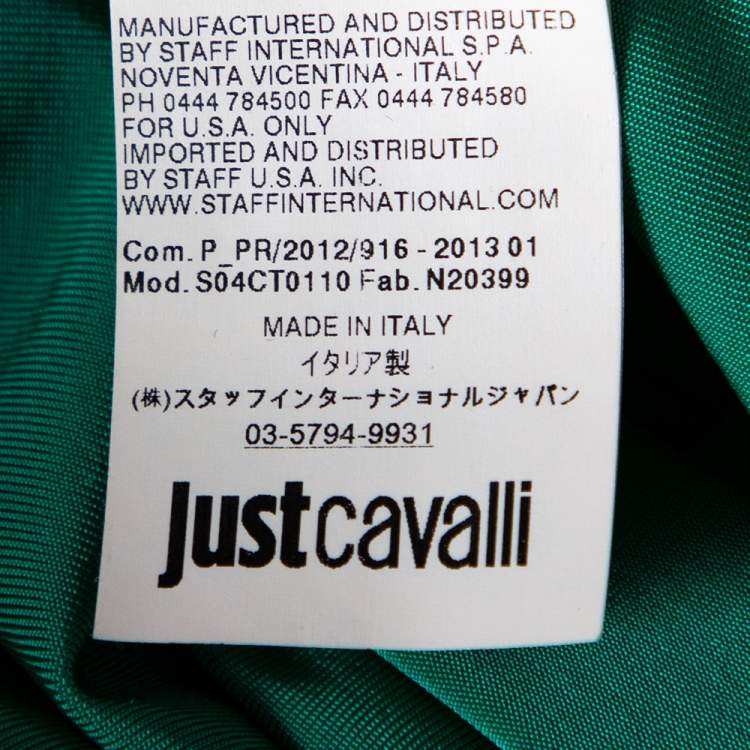 MANUFACTURED AND DISTRIBUTED
BY STAFF INTERNATIONAL S.P.A.
NOVENTA VICENTINA - ITALY
PH 0444 784500 FAX 0444 784580
FOR U.S.A. ONLY
IMPORTED AND DISTRIBUTED
BY STAFF U.S.A. INC.
WWW.STAFFINTERNATIONAL.COM
Com. P_PR/2012/916 - 2013 01
Mod. S04CT0110 Fab. N20399
MADE IN ITALY
イタリア製
(株)スタッフインターナショナルジャパン
03-5794-9931
Justcavalli